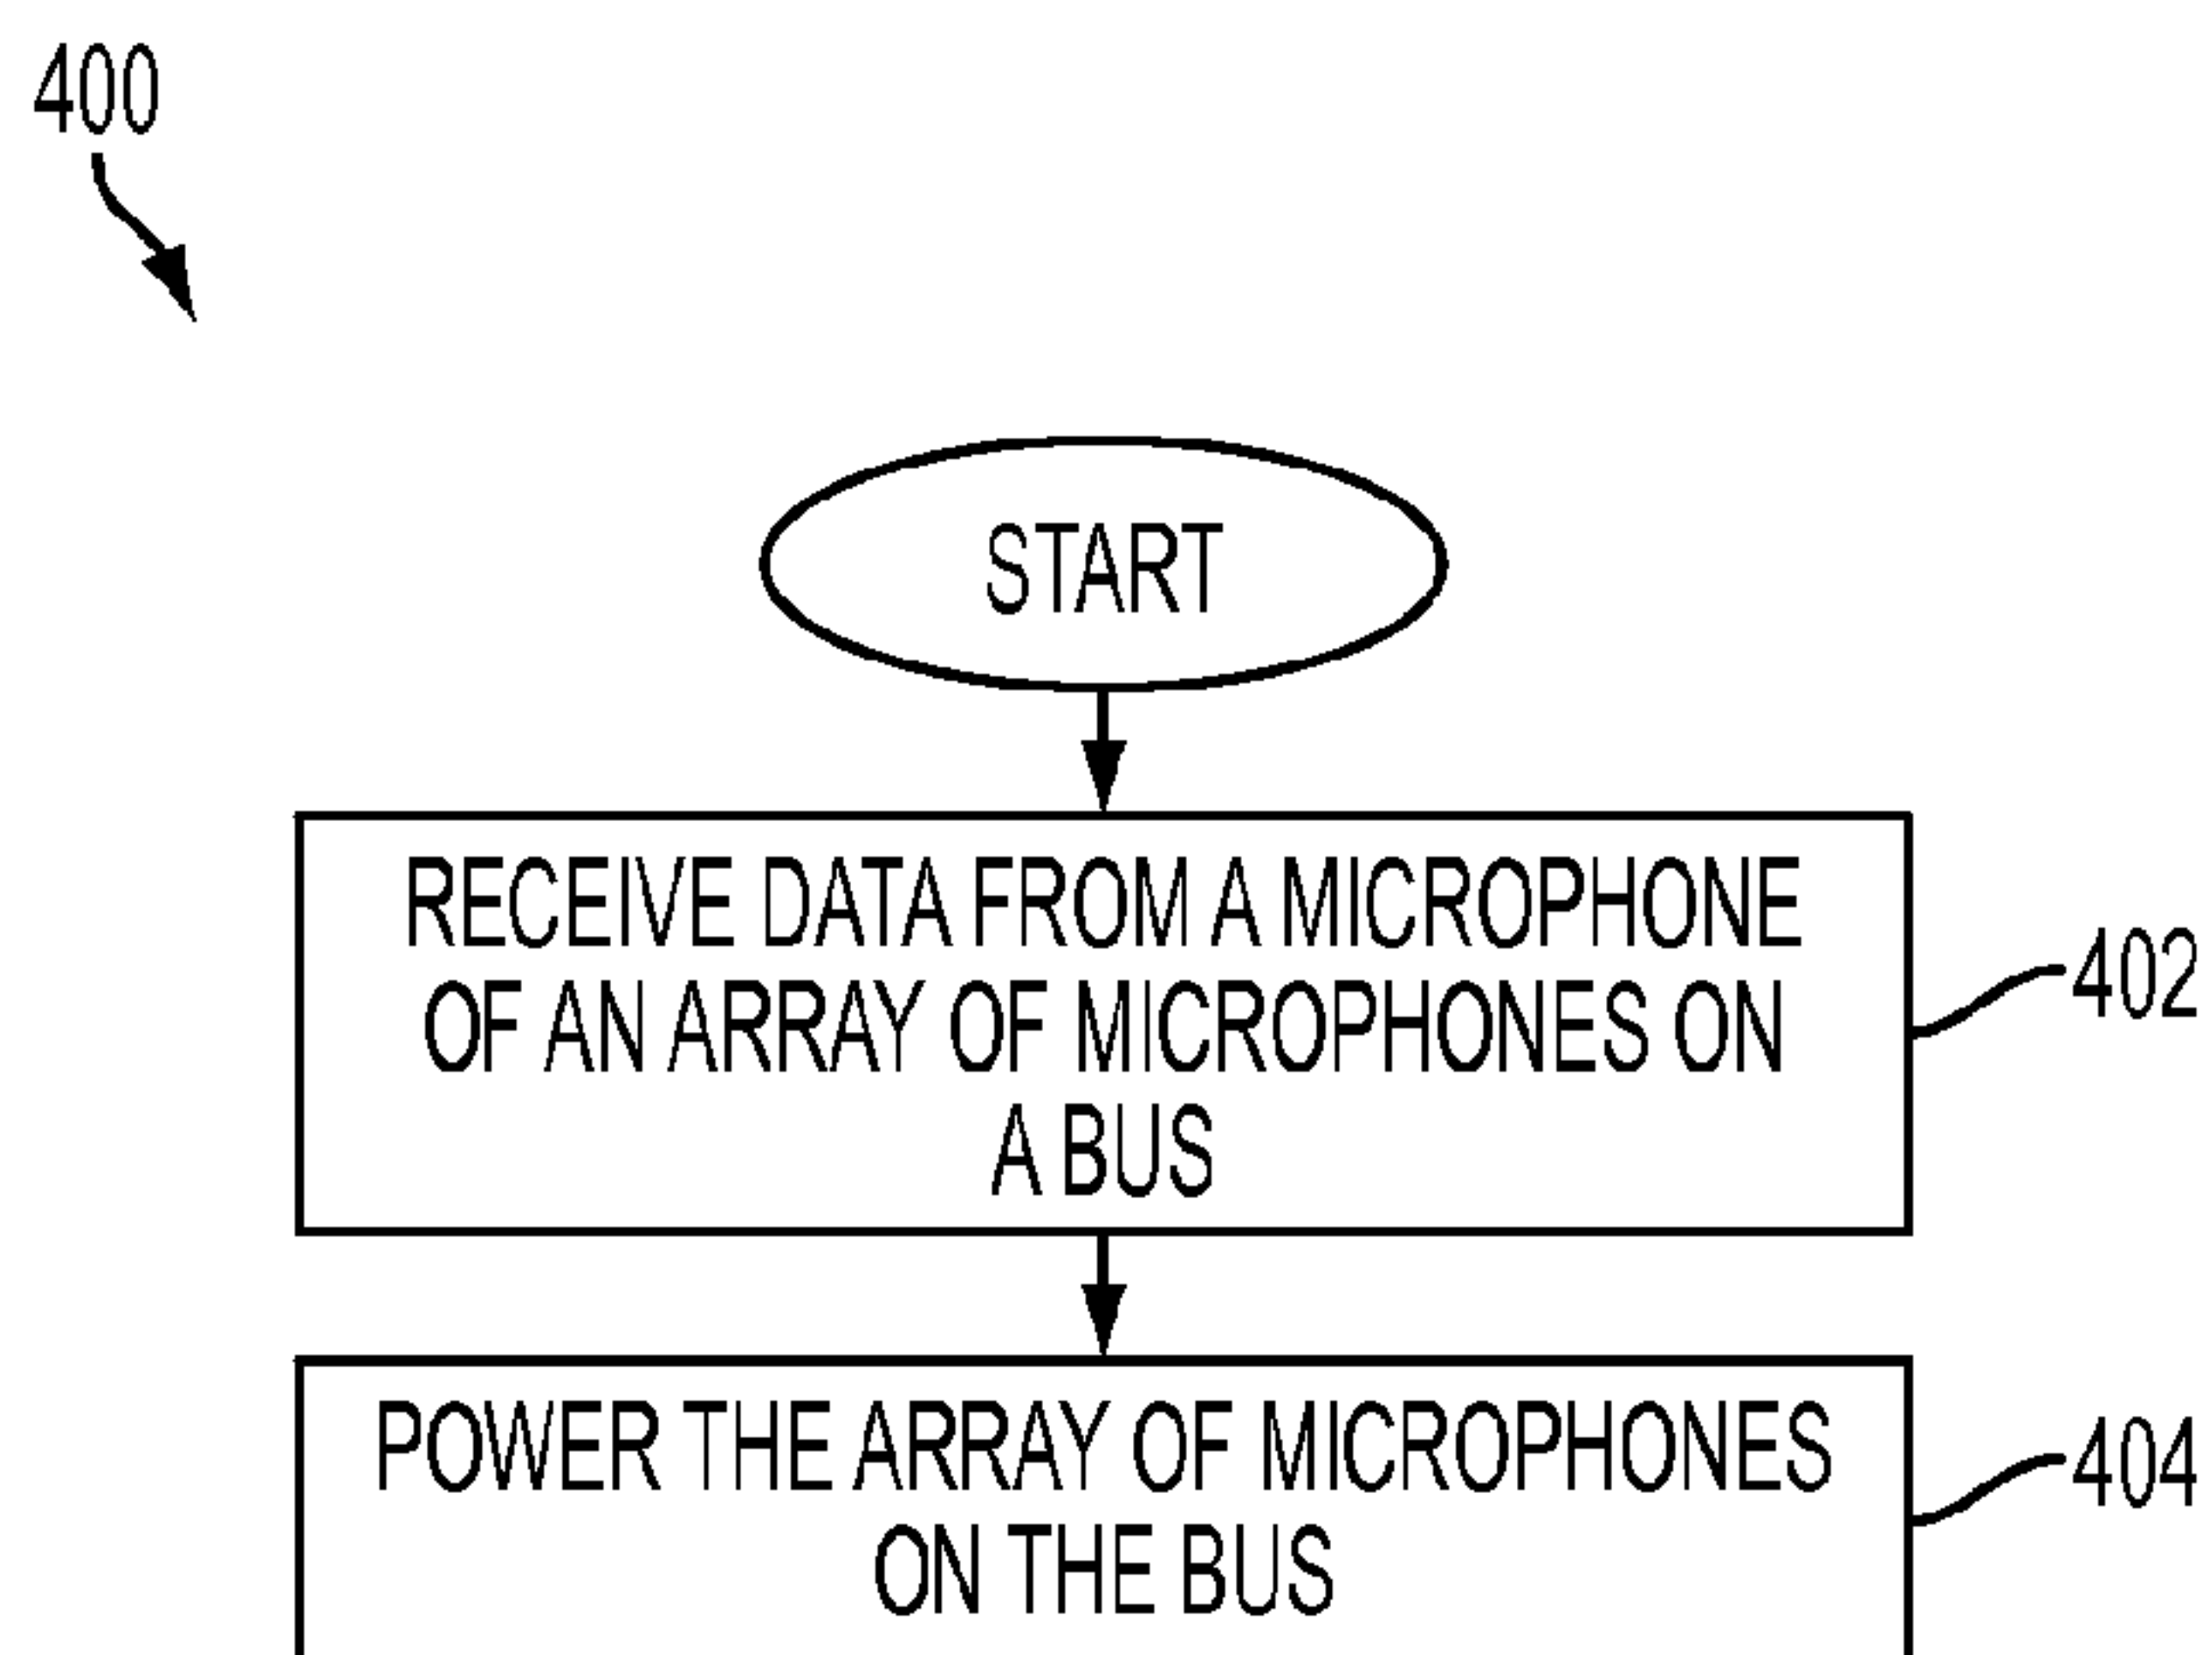 400
START
RECEIVE DATA FROM A MICROPHONE
OF AN ARRAY OF MICROPHONES ON
A BUS
402
POWER THE ARRAY OF MICROPHONES
ON THE BUS
404